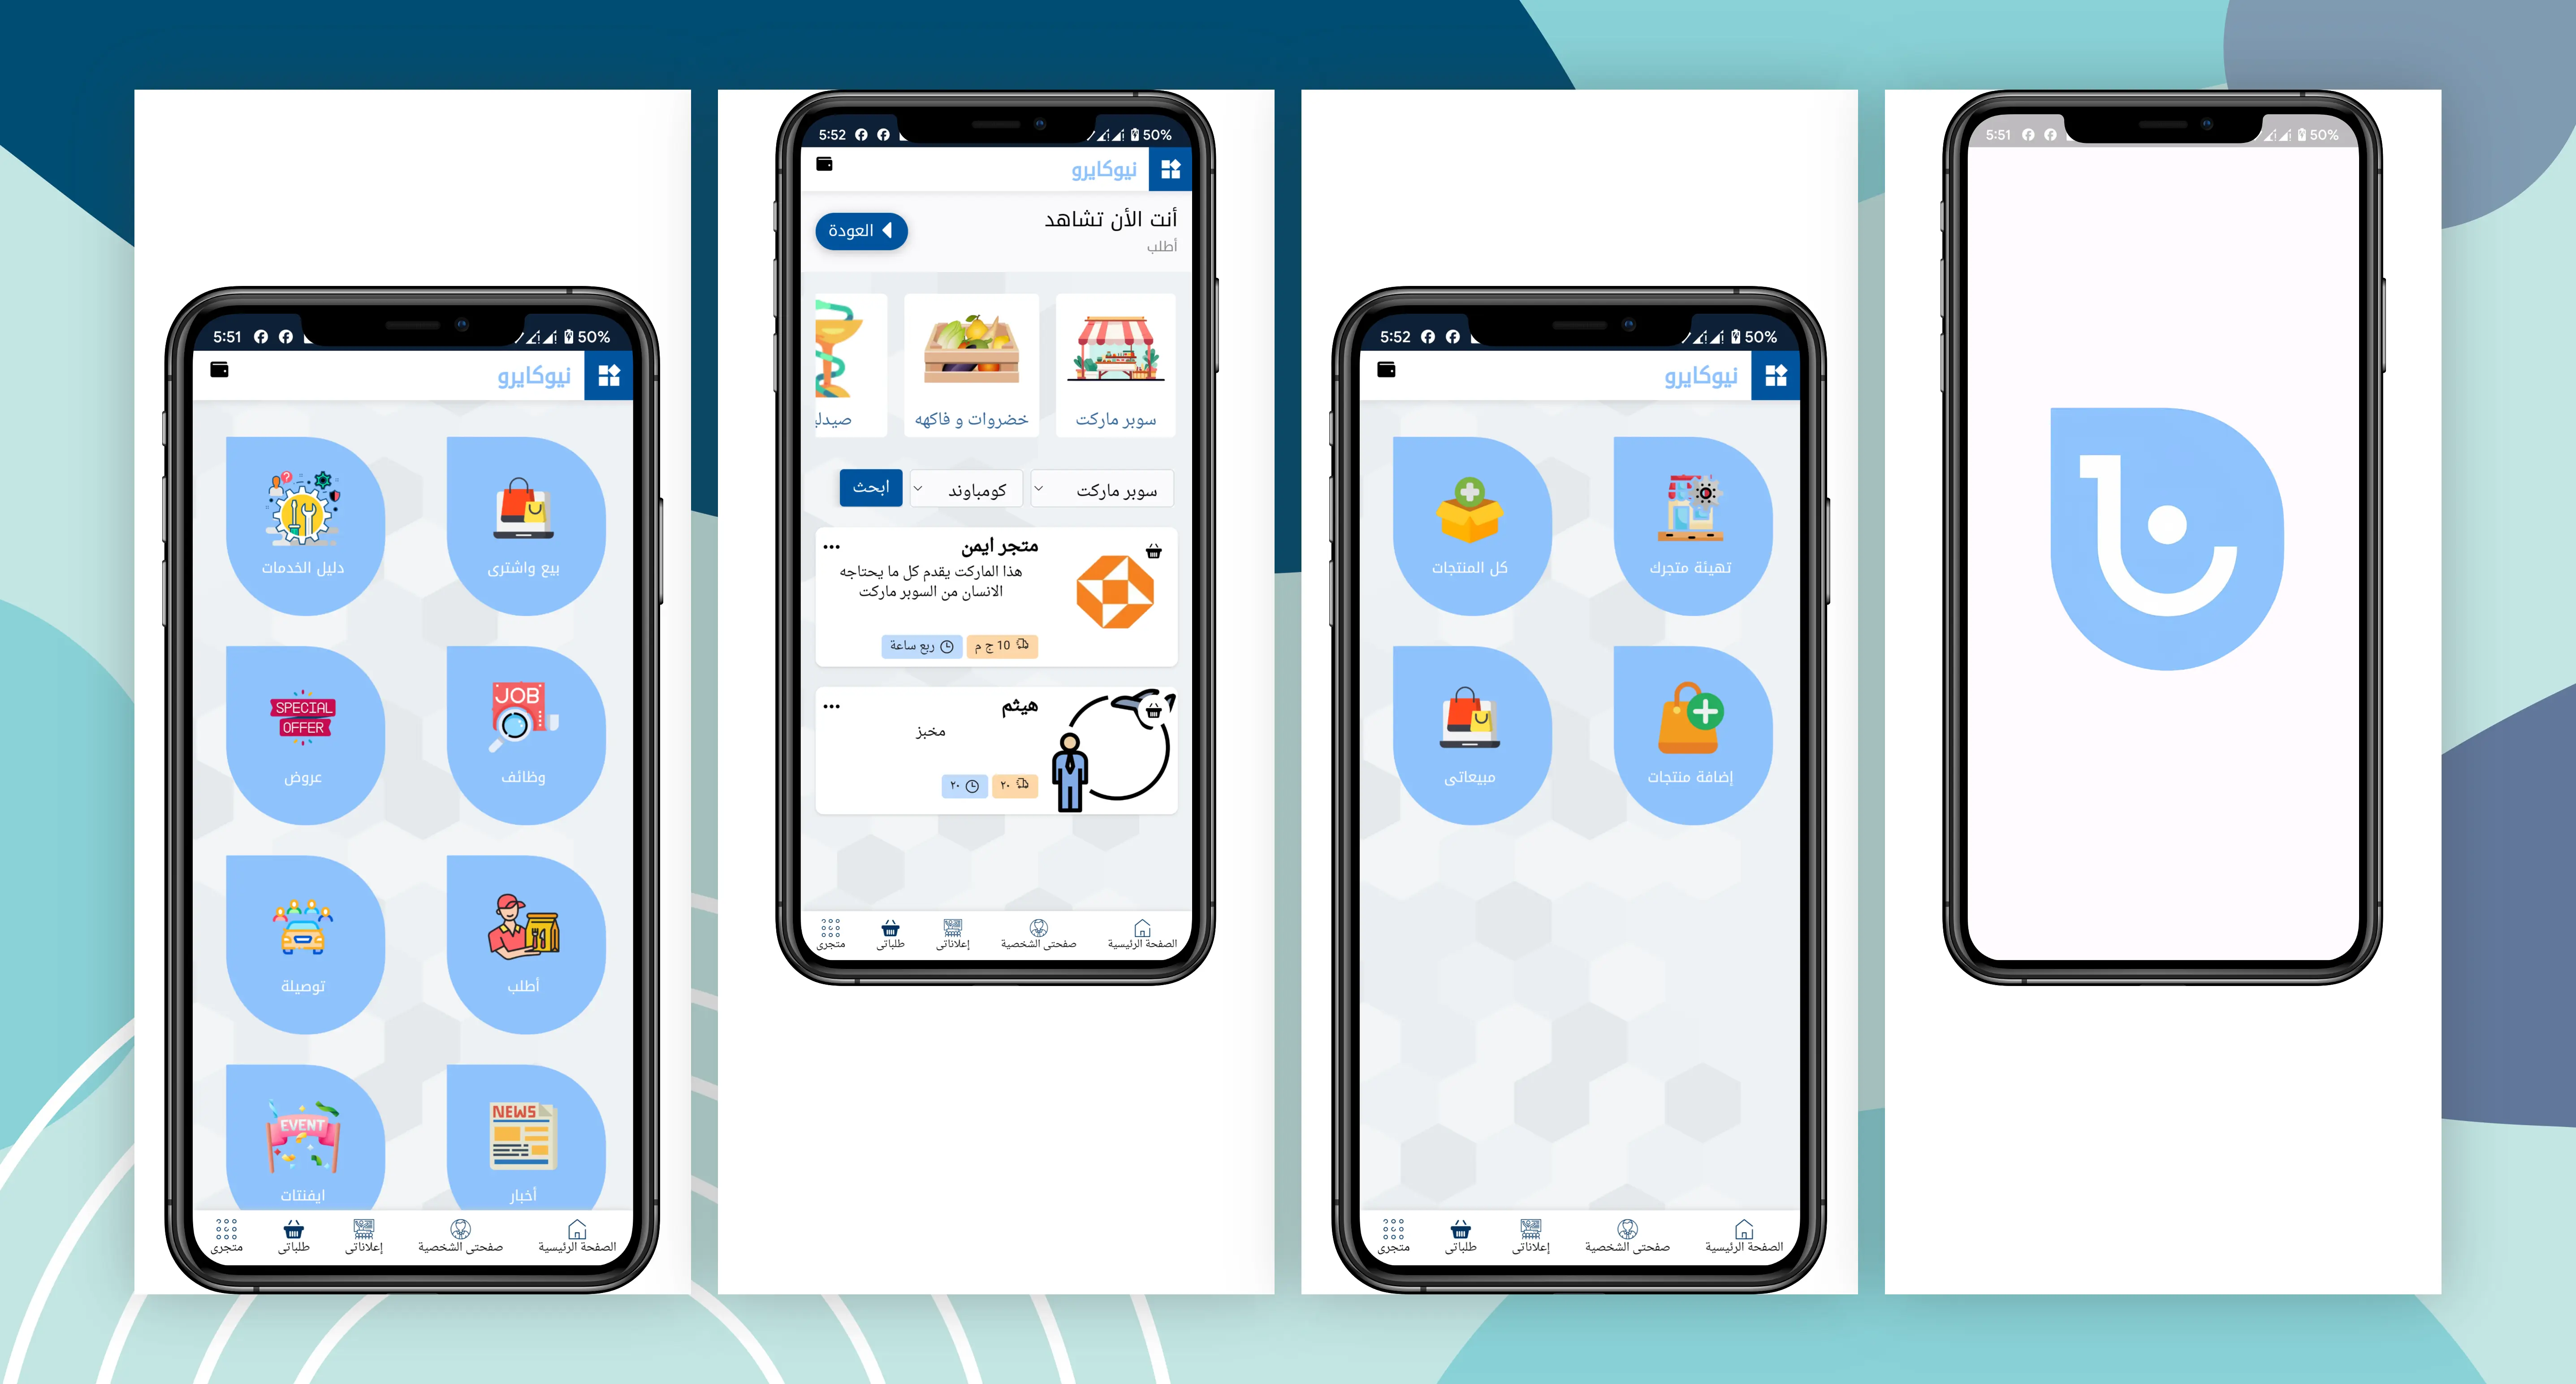 5:51
50%
نيوكايرو
بيع واشترى
دليل الخدمات
JOB
وظائف
SPECIAL
OFFER
عروض
أطلب
توصيلة
NEWS
أخبار
EVENT
ايفنتات
الصفحة الرئيسية
صفحتى الشخصية
إعلاناتى
طلباتى
متجرى
5:52
50%
نيوكايرو
أنت الأن تشاهد
أطلب
العودة
سوبر ماركت
خضروات و فاكهه
صيدل
سوبر ماركت
كومباوند
ابحث
متجر ايمن
هذا الماركت يقدم كل ما يحتاجه
الانسان من السوبر ماركت
10 ج م
ربع ساعة
هيثم
مخبز
٢٠
٢٠
الصفحة الرئيسية
صفحتى الشخصية
إعلاناتى
طلباتى
متجرى
5:52
50%
نيوكايرو
تهيئة متجرك
كل المنتجات
إضافة منتجات
مبيعاتى
الصفحة الرئيسية
صفحتى الشخصية
إعلاناتى
طلباتى
متجرى
5:51
50%